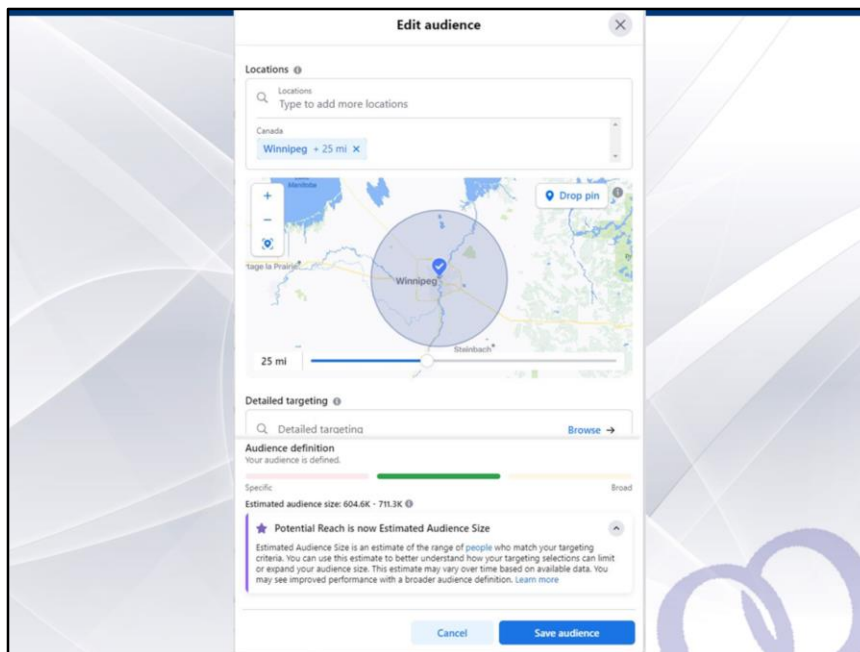 Edit audience
Locations
Locations
Type to add more locations
Canada
Winnipeg + 25 mi ×
Manitoba
+
Drop pin
−
tage la Prairie
Winnipeg
Steinbach
25 mi
Detailed targeting
Detailed targeting
Browse →
Audience definition
Your audience is defined.
Specific Broad
Estimated audience size: 604.6K - 711.3K
Potential Reach is now Estimated Audience Size
Estimated Audience Size is an estimate of the range of people who match your targeting
criteria. You can use this estimate to better understand how your targeting selections can limit
or expand your audience size. This estimate may vary over time based on available data. You
may see improved performance with a broader audience definition. Learn more
Cancel Save audience